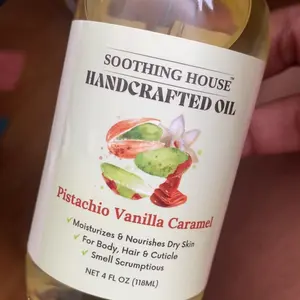 SOOTHING HOUSE™
HANDCRAFTED OIL
Pistachio Vanilla Caramel
✓Moisturizes & Nourishes Dry Skin
✓For Body, Hair & Cuticle
✓Smell Scrumptious
NET 4 FL OZ (118ML)